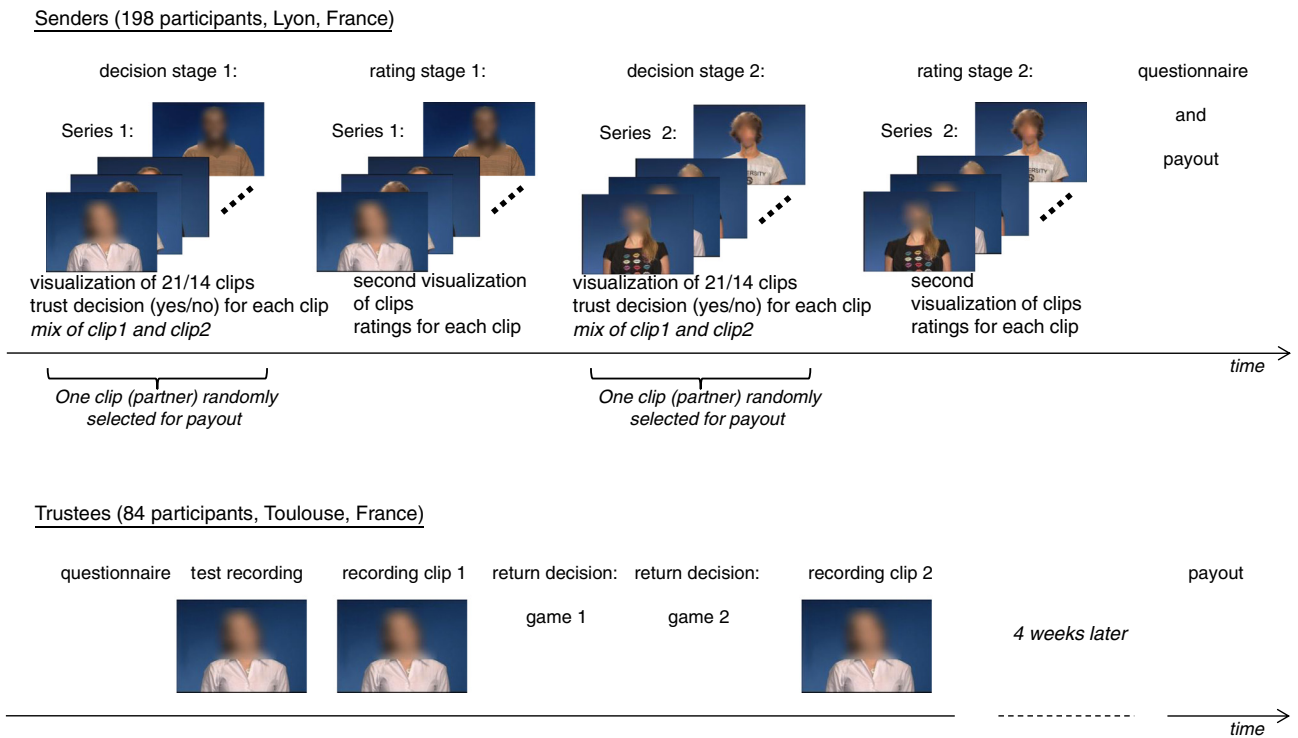 Senders (198 participants, Lyon, France)
decision stage 1:
rating stage 1:
decision stage 2:
rating stage 2:
questionnaire
and
payout
Series 1:
Series 1:
Series 2:
Series 2:
ERSITY
ERSITY
visualization of 21/14 clips
trust decision (yes/no) for each clip
mix of clip1 and clip2
second visualization
of clips
ratings for each clip
visualization of 21/14 clips
trust decision (yes/no) for each clip
mix of clip1 and clip2
second
visualization of clips
ratings for each clip
time
One clip (partner) randomly
selected for payout
One clip (partner) randomly
selected for payout
Trustees (84 participants, Toulouse, France)
questionnaire
test recording
recording clip 1
return decision:
game 1
return decision:
game 2
recording clip 2
4 weeks later
payout
time